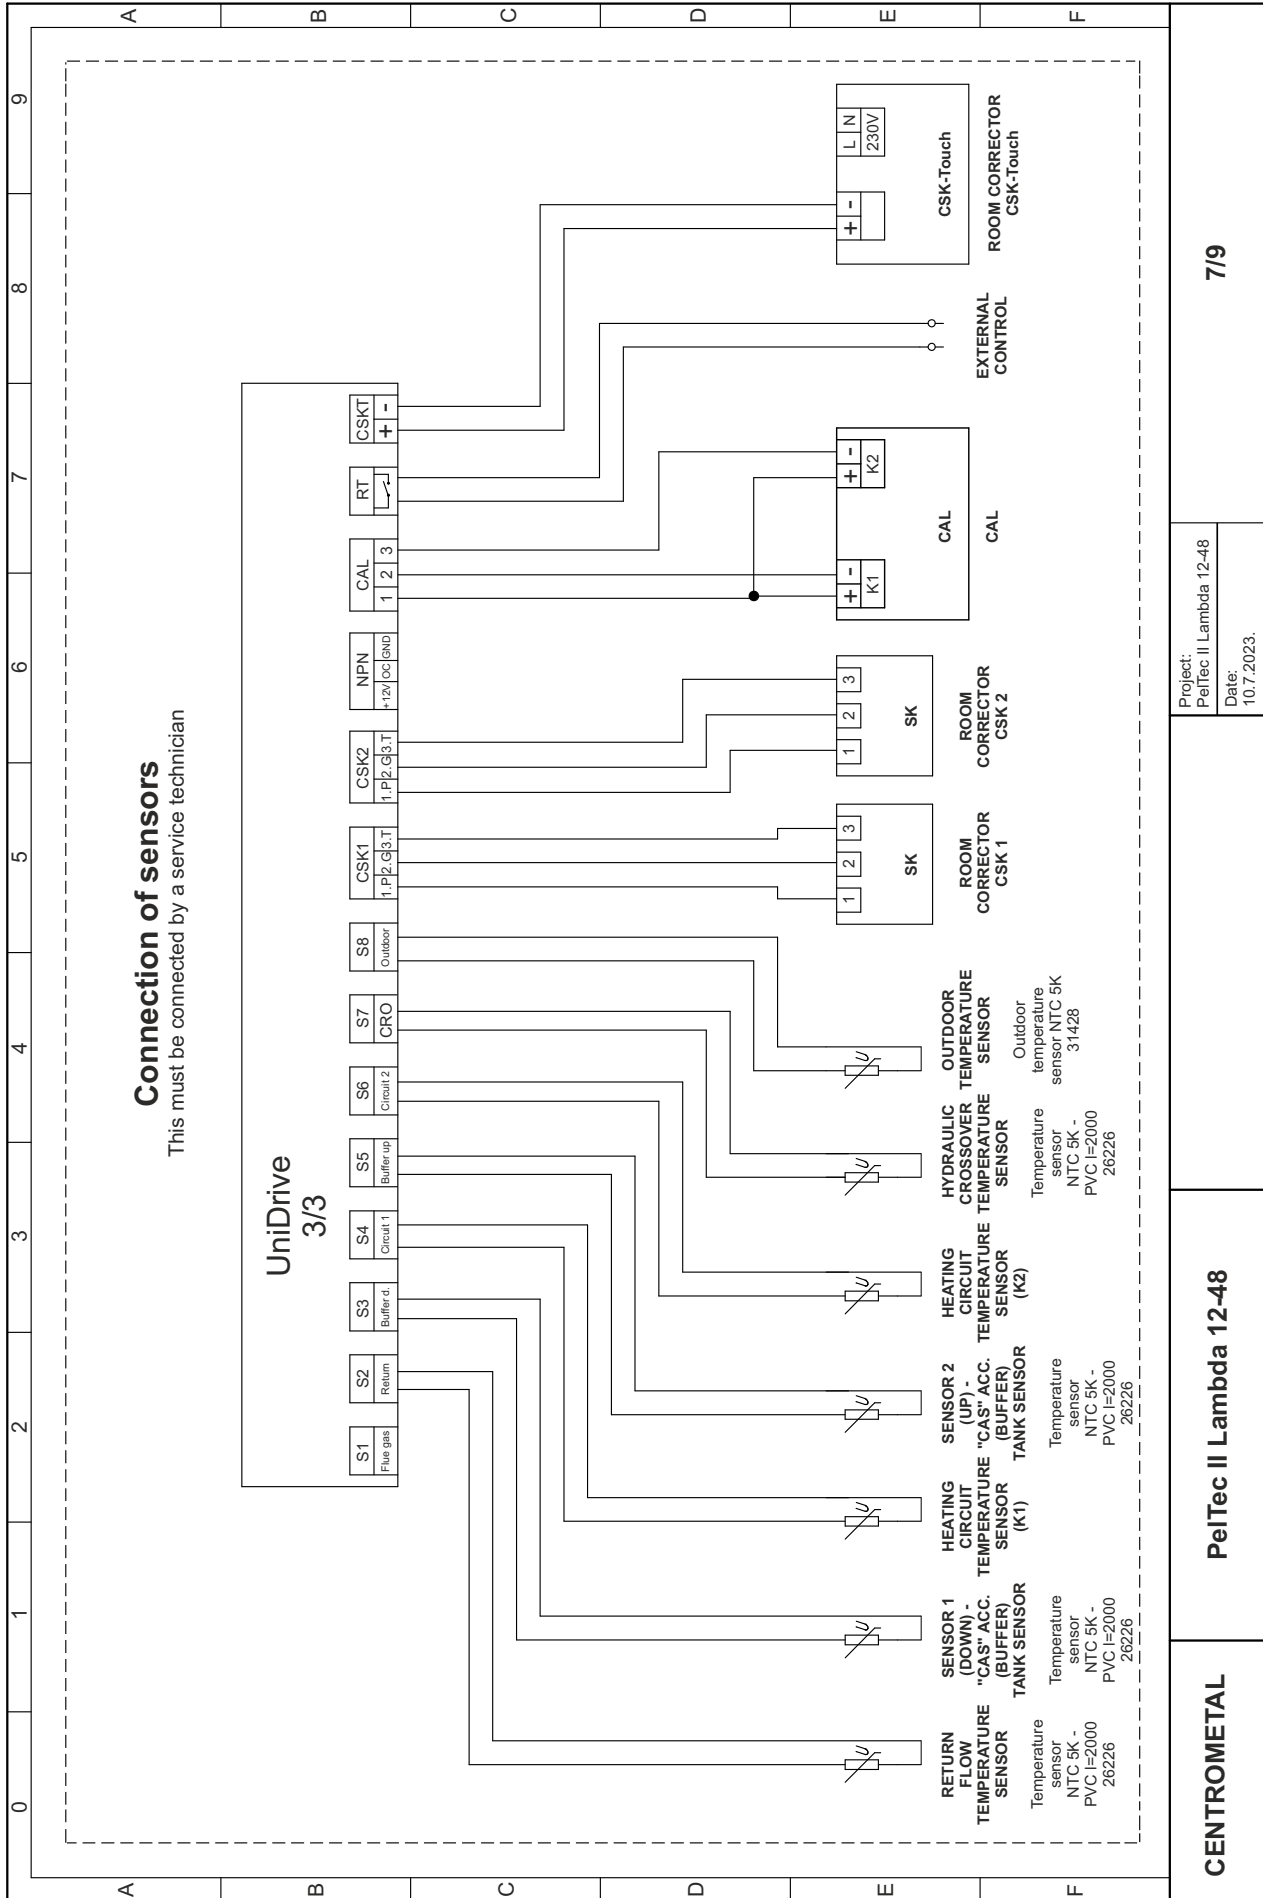 0 1 2 3 4 5 6 7 8 9
A
B
C
D
E
F
A
B
C
D
E
F
Connection of sensors
This must be connected by a service technician
UniDrive
3/3
S1
Flue gas
S2
Return
S3
Buffer d.
S4
Circuit 1
S5
Buffer up
S6
Circuit 2
S7
CRO
S8
Outdoor
CSK1
1.P 2.G 3.T
CSK2
1.P 2.G 3.T
NPN
+12V OC GND
CAL
1 2 3
RT
CSKT
+ -
U
U
U
U
U
U
U
1 2 3
SK
1 2 3
SK
+ -
K1
+ -
K2
CAL
+ -
L N
230V
CSK-Touch
RETURN
FLOW
TEMPERATURE
SENSOR
Temperature
sensor
NTC 5K -
PVC l=2000
26226
SENSOR 1
(DOWN) -
"CAS" ACC.
(BUFFER)
TANK SENSOR
Temperature
sensor
NTC 5K -
PVC l=2000
26226
HEATING
CIRCUIT
TEMPERATURE
SENSOR
(K1)
SENSOR 2
(UP) -
"CAS" ACC.
(BUFFER)
TANK SENSOR
Temperature
sensor
NTC 5K -
PVC l=2000
26226
HEATING
CIRCUIT
TEMPERATURE
SENSOR
(K2)
HYDRAULIC
CROSSOVER
TEMPERATURE
SENSOR
Temperature
sensor
NTC 5K -
PVC l=2000
26226
OUTDOOR
TEMPERATURE
SENSOR
Outdoor
temperature
sensor NTC 5K
31428
ROOM
CORRECTOR
CSK 1
ROOM
CORRECTOR
CSK 2
CAL
EXTERNAL
CONTROL
ROOM CORRECTOR
CSK-Touch
CENTROMETAL
PelTec II Lambda 12-48
Project:
PelTec II Lambda 12-48
Date:
10.7.2023.
7/9